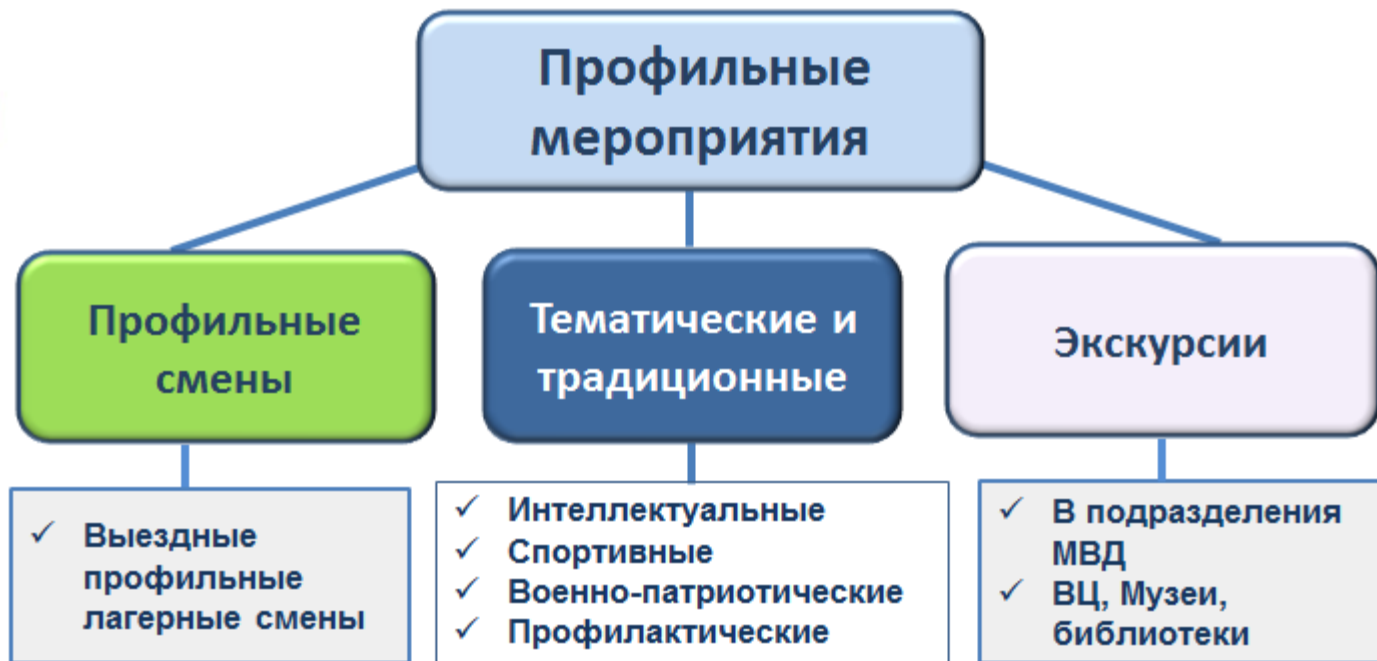 Профильные
мероприятия
Профильные
смены
Тематические и
традиционные
Экскурсии
✓ Выездные
профильные
лагерные смены
✓ Интеллектуальные
✓ Спортивные
✓ Военно-патриотические
✓ Профилактические
✓ В подразделения
МВД
✓ ВЦ, Музеи,
библиотеки